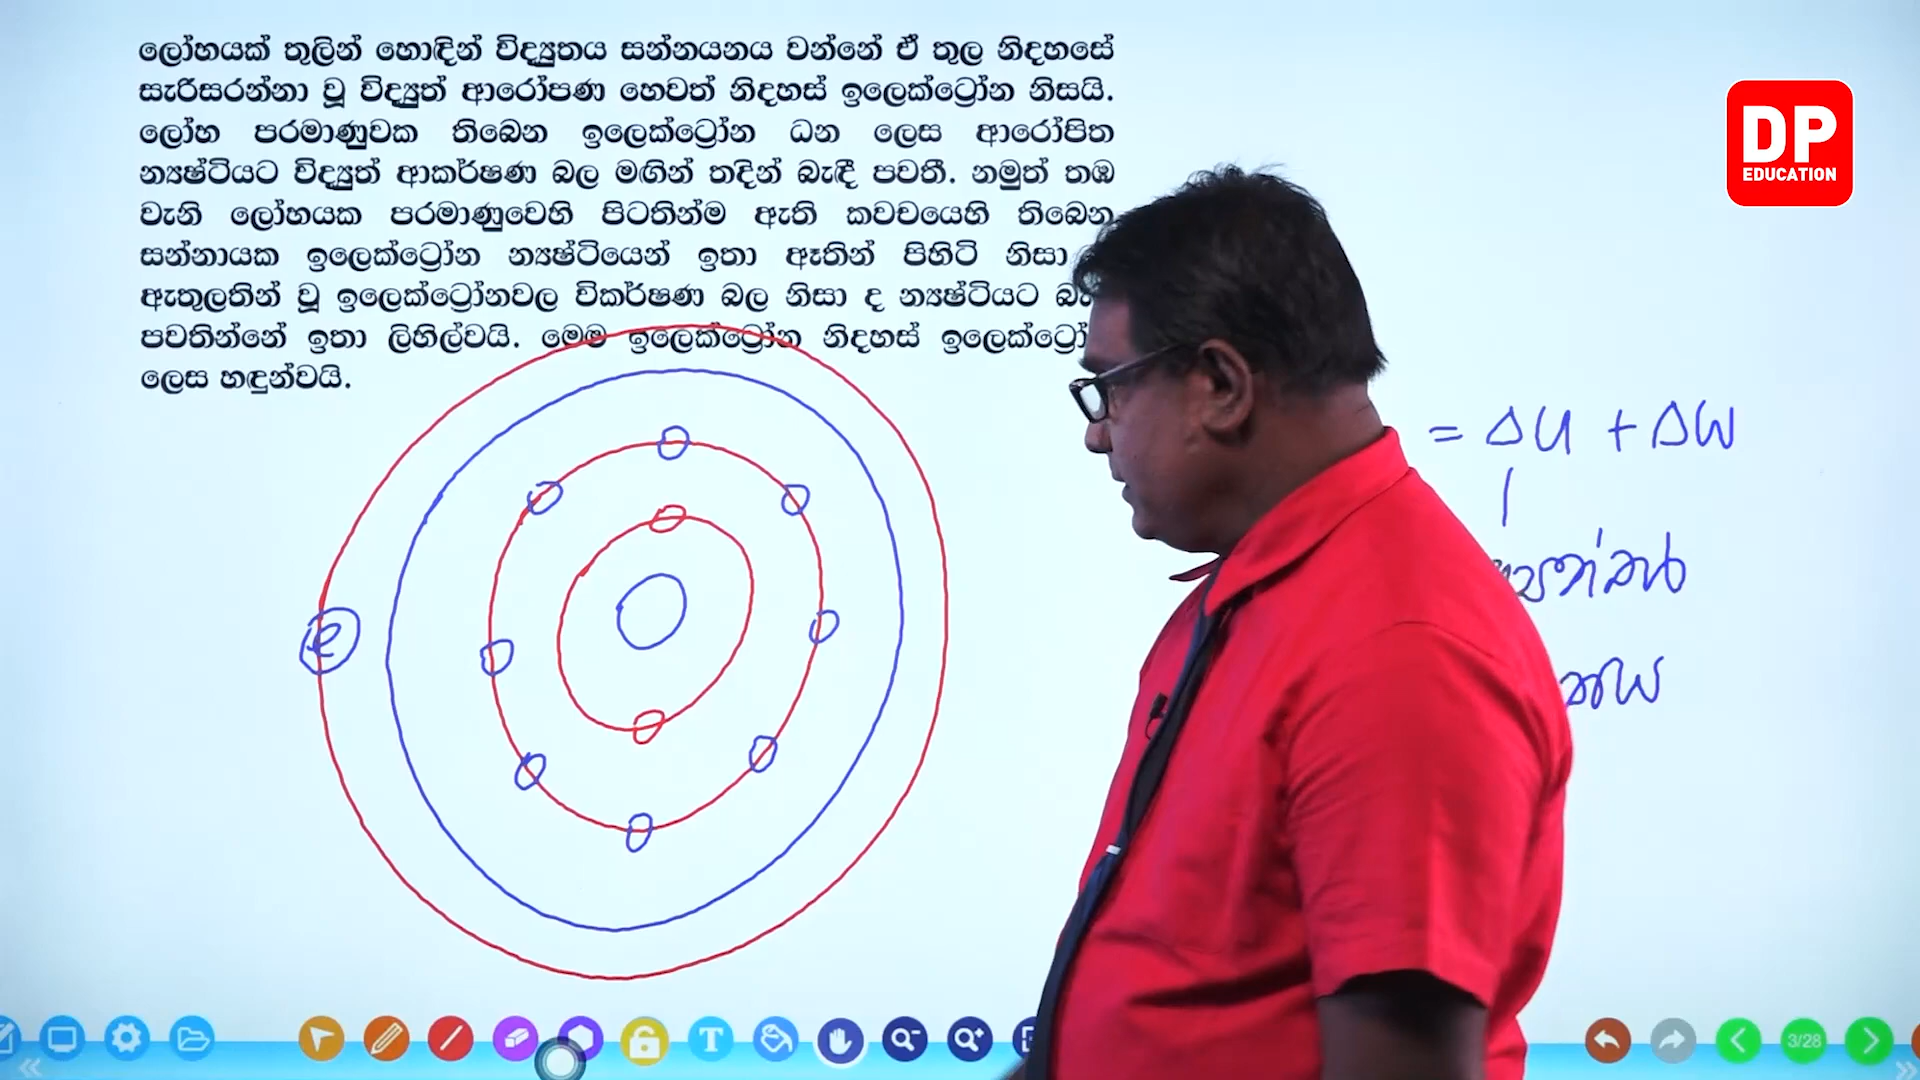 ලෝහයක් තුලින් හොඳින් විද්‍යුතය සන්නයනය වන්නේ ඒ තුල නිදහසේ
සැරිසරන්නා වූ විද්‍යුත් ආරෝපණ හෙවත් නිදහස් ඉලෙක්ට්‍රෝන නිසයි.
ලෝහ පරමාණුවක තිබෙන ඉලෙක්ට්‍රෝන ධන ලෙස ආරෝපිත
න්‍යෂ්ටියට විද්‍යුත් ආකර්ෂණ බල මඟින් තදින් බැඳී පවතී. නමුත් තඹ
වැනි ලෝහයක පරමාණුවෙහි පිටතින්ම ඇති කවචයෙහි තිබෙන
සන්නායක ඉලෙක්ට්‍රෝන න්‍යෂ්ටියෙන් ඉතා ඈතින් පිහිටි නිසා
ඇතුලතින් වූ ඉලෙක්ට්‍රෝනවල විකර්ෂණ බල නිසා ද න්‍යෂ්ටියට
පවතින්නේ ඉතා ලිහිල්වයි. මෙම ඉලෙක්ට්‍රෝන නිදහස් ඉලෙක්ට්‍රෝ
ලෙස හඳුන්වයි.
DP
EDUCATION
= ΔU + ΔW
e
T
3/28